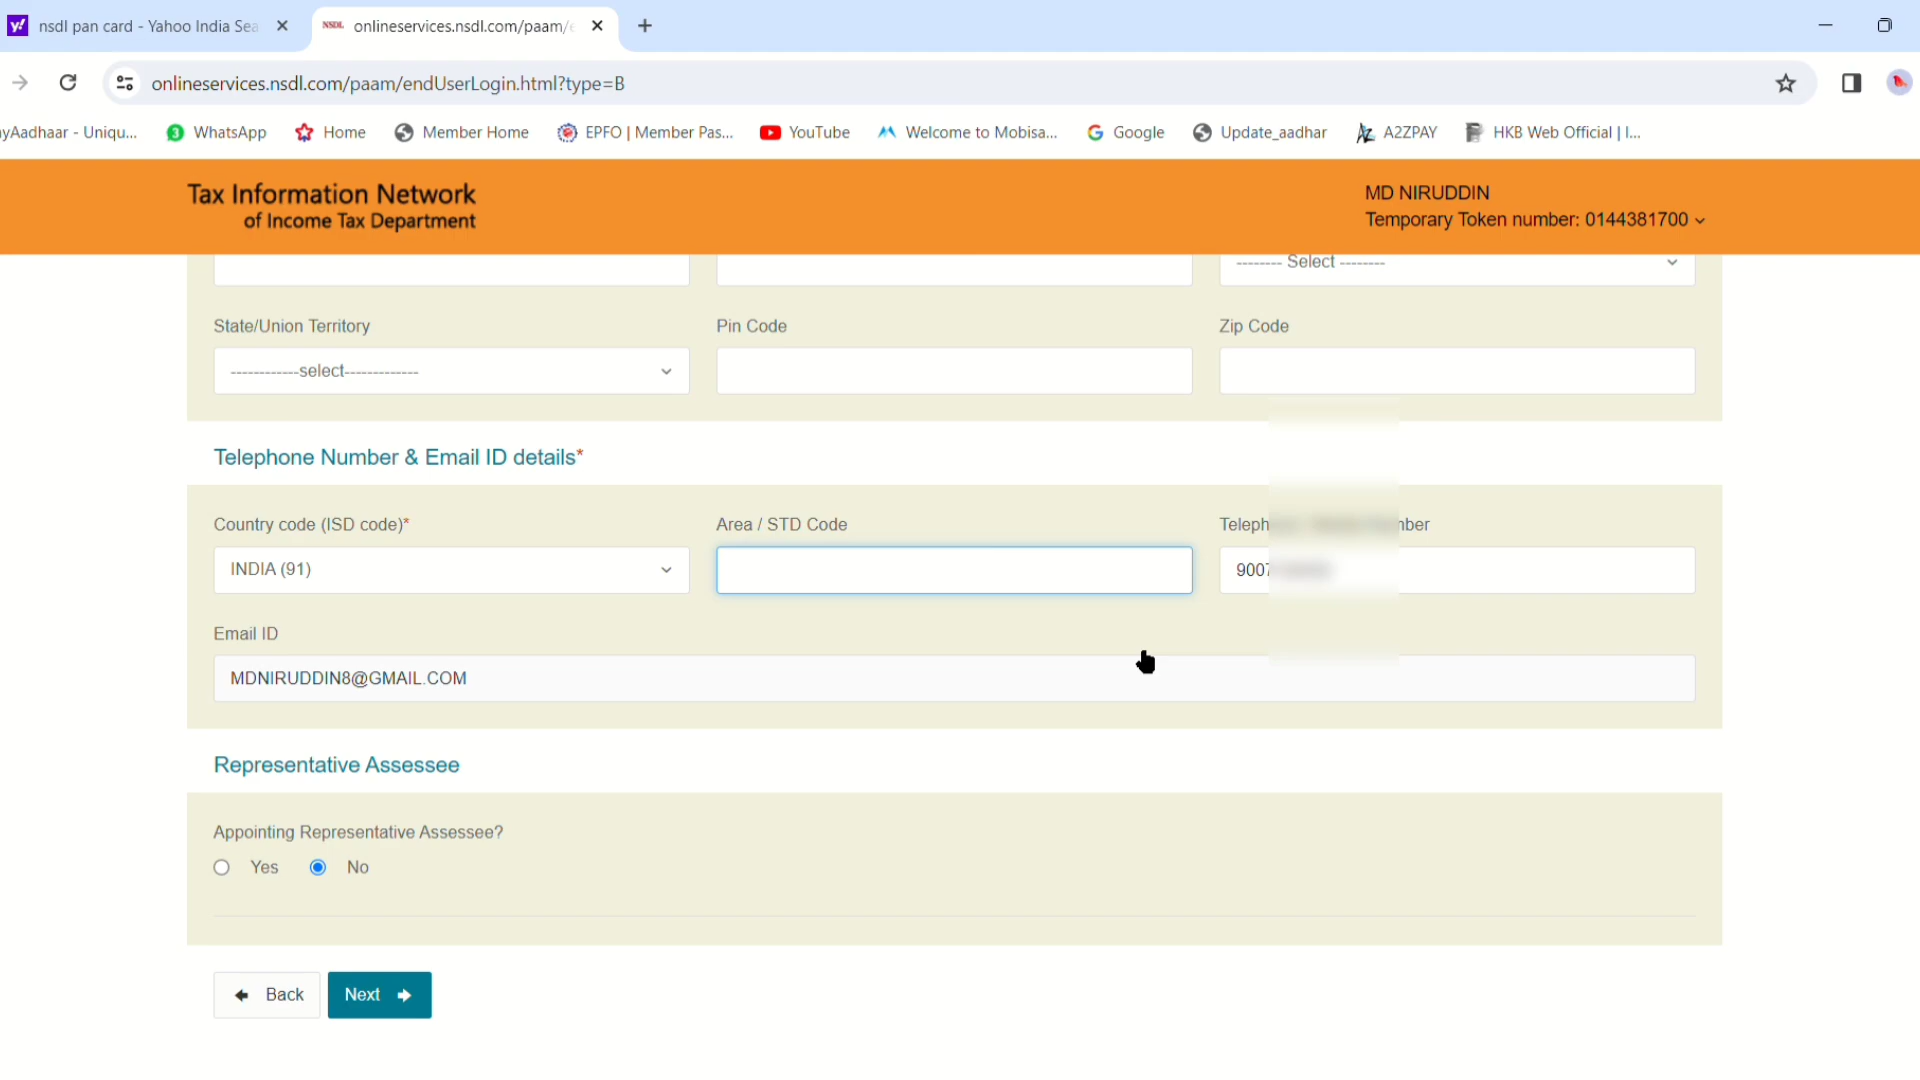 nsdl pan card - Yahoo India Sea
NSDL onlineservices.nsdl.com/paam/e
onlineservices.nsdl.com/paam/endUserLogin.html?type=B
yAadhaar - Uniqu... 3 WhatsApp Home Member Home EPFO | Member Pas... YouTube Welcome to Mobisa... Google Update_aadhar A2ZPAY HKB Web Official | I...
Tax Information Network
of Income Tax Department
MD NIRUDDIN
Temporary Token number: 0144381700
-------- Select --------
State/Union Territory Pin Code Zip Code
------------select-------------
Telephone Number & Email ID details*
Country code (ISD code)* Area / STD Code Teleph nber
INDIA (91) 9007
Email ID
MDNIRUDDIN8@GMAIL.COM
Representative Assessee
Appointing Representative Assessee?
Yes No
Back Next